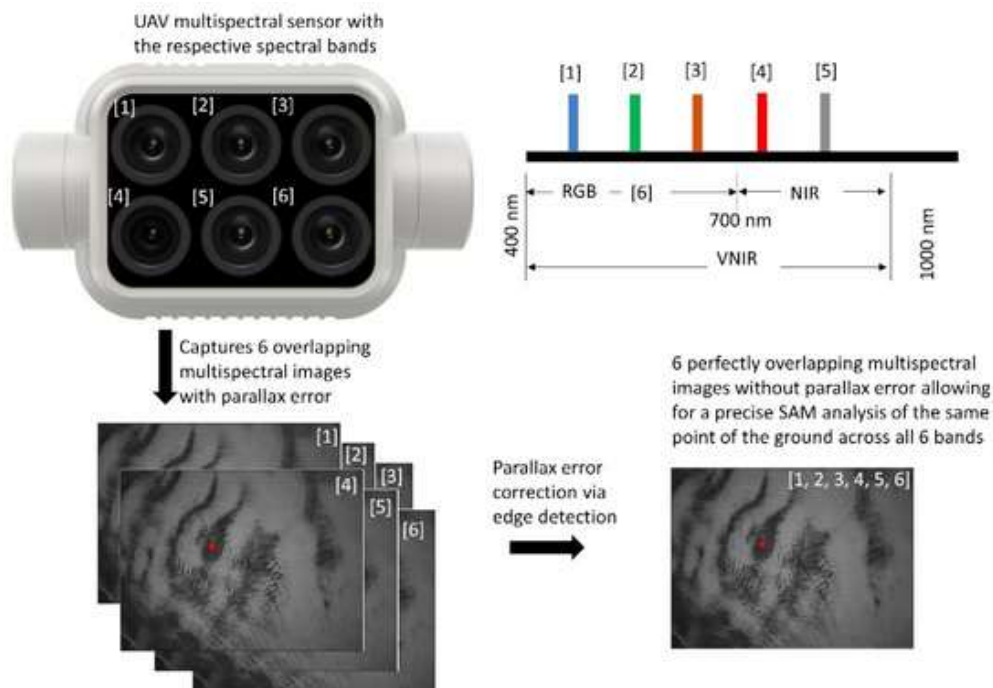 UAV multispectral sensor with
the respective spectral bands
[1]
[2]
[3]
[4]
[5]
[6]
[1]
[2]
[3]
[4]
[5]
RGB
[6]
NIR
400 nm
700 nm
1000 nm
VNIR
Captures 6 overlapping
multispectral images
with parallax error
[1]
[2]
[3]
[4]
[5]
[6]
Parallax error
correction via
edge detection
6 perfectly overlapping multispectral
images without parallax error allowing
for a precise SAM analysis of the same
point of the ground across all 6 bands
[1, 2, 3, 4, 5, 6]